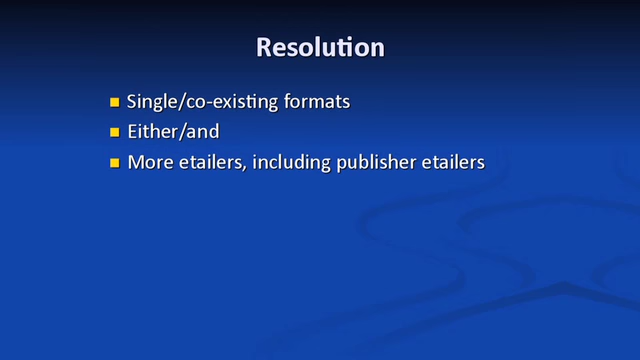 Resolution
Single/co-existing formats
Either/and
More etailers, including publisher etailers